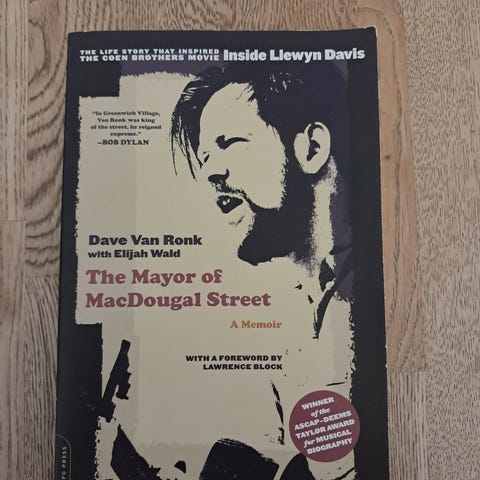 THE LIFE STORY THAT INSPIRED
THE COEN BROTHERS MOVIE Inside Llewyn Davis
"In Greenwich Village,
Van Ronk was king
of the street, he reigned
supreme."
—BOB DYLAN
Dave Van Ronk
with Elijah Wald
The Mayor of
MacDougal Street
A Memoir
WITH A FOREWORD BY
LAWRENCE BLOCK
WINNER
of the
ASCAP-DEEMS
TAYLOR AWARD
for MUSICAL
BIOGRAPHY
PRESS